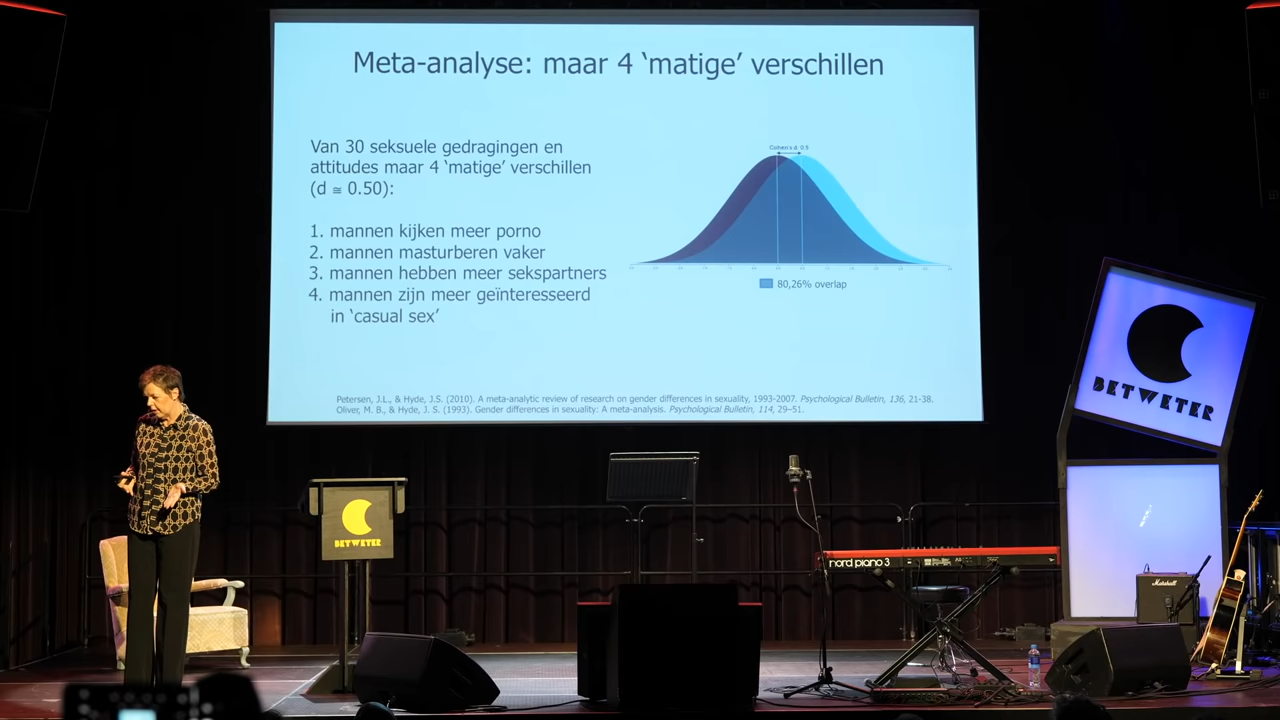 Meta-analyse: maar 4 ‘matige’ verschillen
Van 30 seksuele gedragingen en
attitudes maar 4 ‘matige’ verschillen
(d ≅ 0.50):
1. mannen kijken meer porno
2. mannen masturberen vaker
3. mannen hebben meer sekspartners
4. mannen zijn meer geïnteresseerd
in ‘casual sex’
Cohen's d: 0.5
80,26% overlap
Petersen, J.L., & Hyde, J.S. (2010). A meta-analytic review of research on gender differences in sexuality, 1993-2007. Psychological Bulletin, 136, 21-38.
Oliver, M. B., & Hyde, J. S. (1993). Gender differences in sexuality: A meta-analysis. Psychological Bulletin, 114, 29–51.
BETWETER
BETWETER
nord piano 3
Marshall